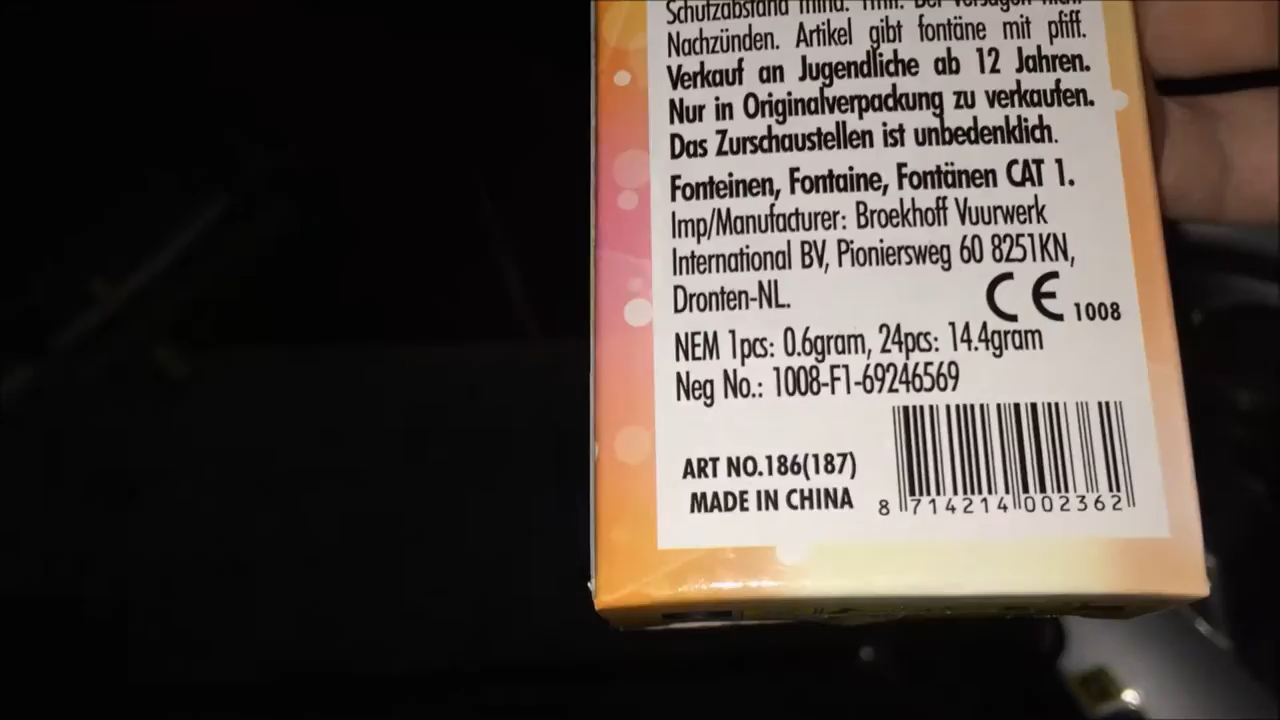 Schutzabstand mind. 1m. Bei Versagen nicht
Nachzünden. Artikel gibt fontäne mit pfiff.
Verkauf an Jugendliche ab 12 Jahren.
Nur in Originalverpackung zu verkaufen.
Das Zurschaustellen ist unbedenklich.
Fonteinen, Fontaine, Fontänen CAT 1.
Imp/Manufacturer: Broekhoff Vuurwerk
International BV, Pioniersweg 60 8251KN,
Dronten-NL.
CE 1008
NEM 1pcs: 0.6gram, 24pcs: 14.4gram
Neg No.: 1008-F1-69246569
ART NO.186(187)
MADE IN CHINA
8 714214 002362